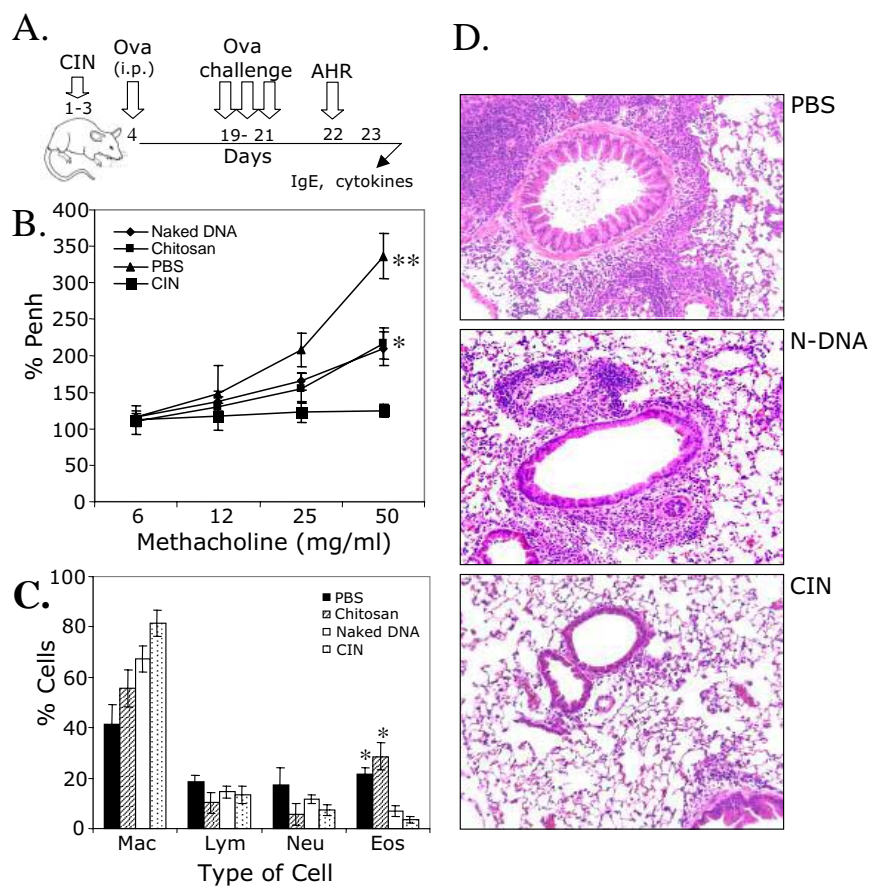 A.
CIN
1-3
Ova
(i.p.)
4
Ova
challenge
19- 21
Days
AHR
22 23
IgE, cytokines
B.
400
350
300
250
200
150
100
50
0
% Penh
Naked DNA
Chitosan
PBS
CIN
**
*
6 12 25 50
Methacholine (mg/ml)
C.
100
80
60
40
20
0
% Cells
PBS
Chitosan
Naked DNA
CIN
* *
Mac Lym Neu Eos
Type of Cell
D.
PBS
N-DNA
CIN